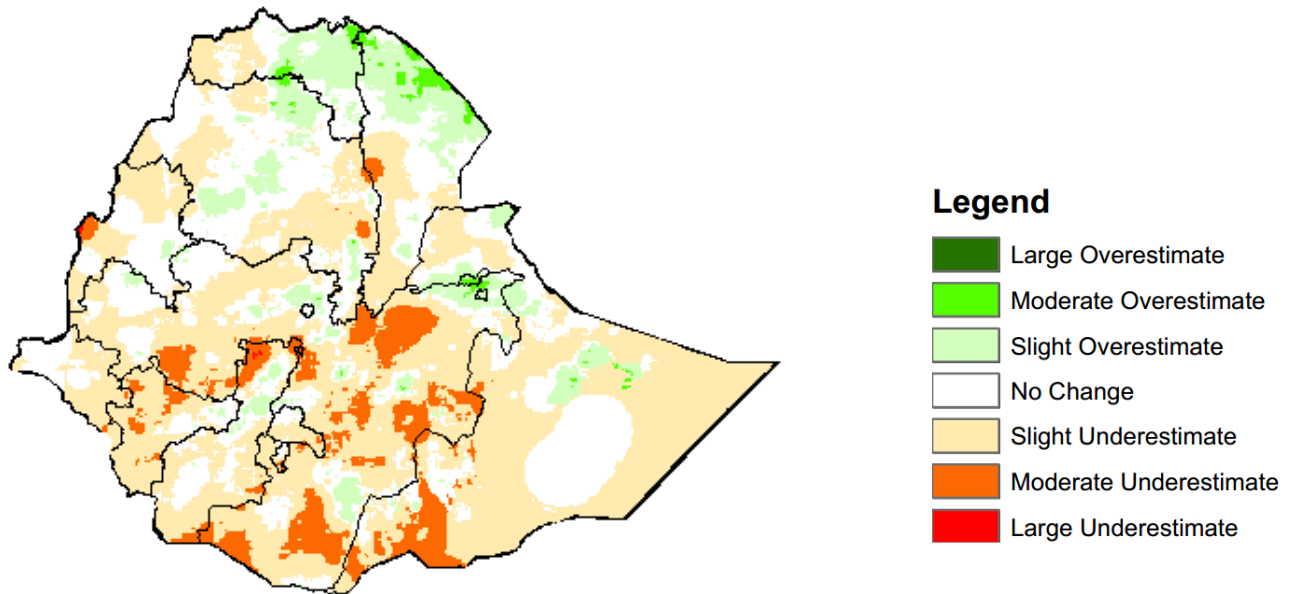 Legend
Large Overestimate
Moderate Overestimate
Slight Overestimate
No Change
Slight Underestimate
Moderate Underestimate
Large Underestimate